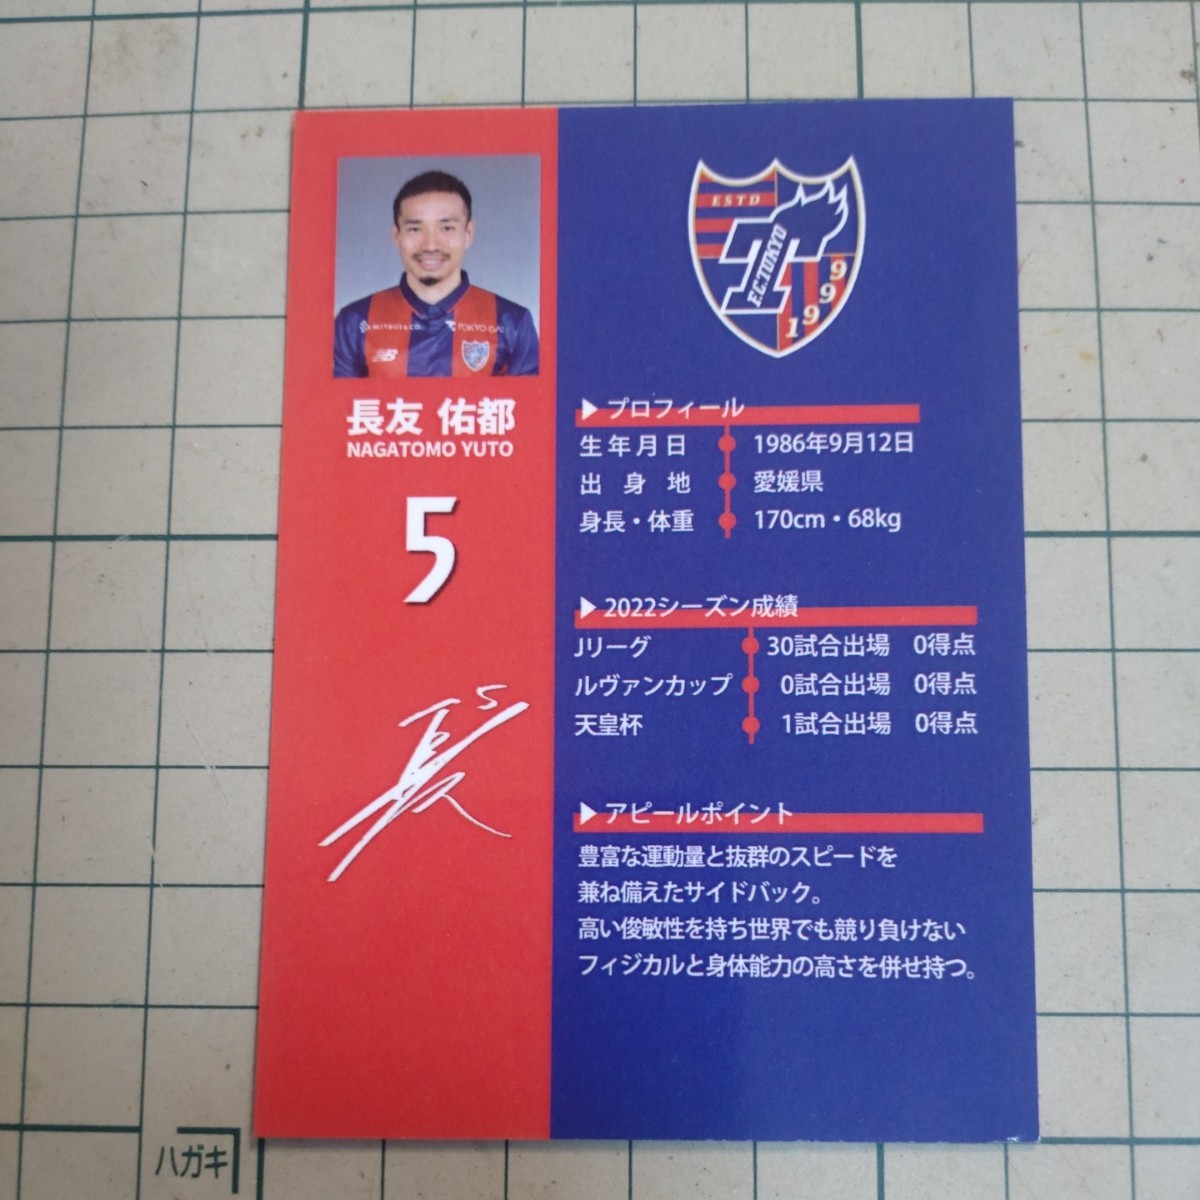 MITSUI&CO.
TOKYO GAS
NB
長友 佑都
NAGATOMO YUTO
5
ESTD
F.C.TOKYO
1999
▶プロフィール
生年月日 1986年9月12日
出身地 愛媛県
身長・体重 170cm・68kg
▶2022シーズン成績
Jリーグ 30試合出場 0得点
ルヴァンカップ 0試合出場 0得点
天皇杯 1試合出場 0得点
▶アピールポイント
豊富な運動量と抜群のスピードを
兼ね備えたサイドバック。
高い俊敏性を持ち世界でも競り負けない
フィジカルと身体能力の高さを併せ持つ。
ハガキ